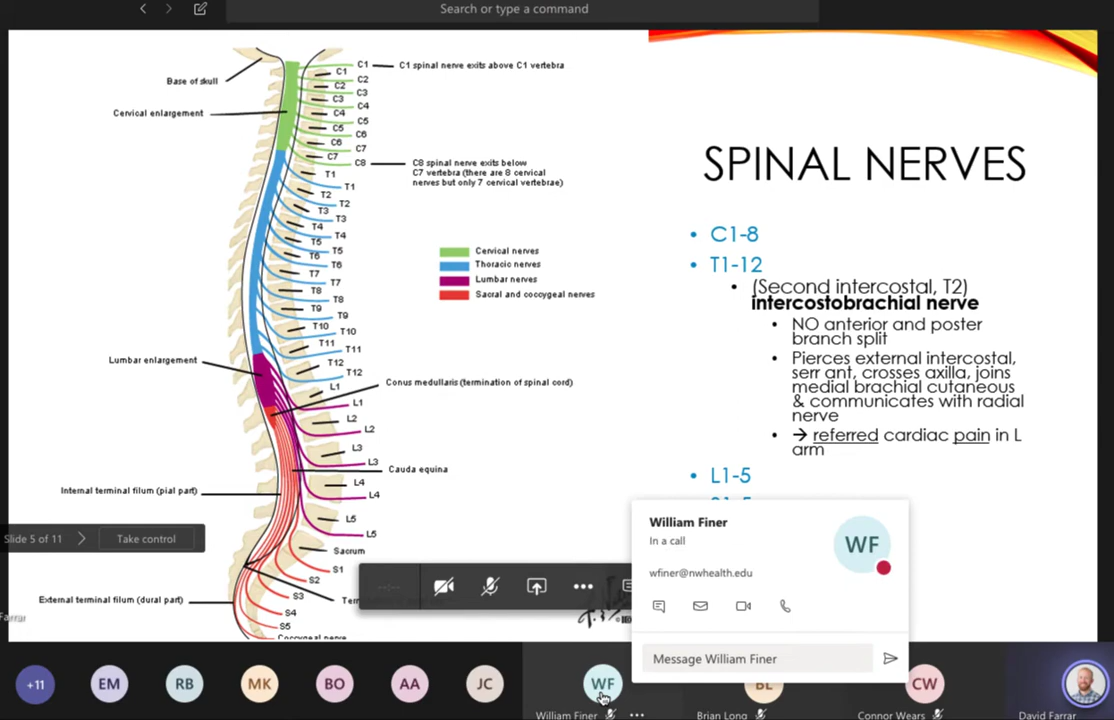 Search or type a command
Base of skull
Cervical enlargement
Lumbar enlargement
Internal terminal filum (pial part)
External terminal filum (dural part)
C1
C1
C2
C2
C3
C3
C4
C4
C5
C5
C6
C6
C7
C7
C8
T1
T1
T2
T2
T3
T3
T4
T4
T5
T5
T6
T6
T7
T7
T8
T8
T9
T9
T10
T10
T11
T11
T12
T12
L1
L1
L2
L2
L3
L3
L4
L4
L5
L5
Sacrum
S1
S2
S3
S4
S5
Coccygeal nerve
C1 spinal nerve exits above C1 vertebra
C8 spinal nerve exits below
C7 vertebra (there are 8 cervical
nerves but only 7 cervical vertebrae)
Cervical nerves
Thoracic nerves
Lumbar nerves
Sacral and coccygeal nerves
Conus medullaris (termination of spinal cord)
Cauda equina
SPINAL NERVES
• C1-8
• T1-12
• (Second intercostal, T2)
intercostobrachial nerve
• NO anterior and poster
branch split
• Pierces external intercostal,
serr ant, crosses axilla, joins
medial brachial cutaneous
& communicates with radial
nerve
• → referred cardiac pain in L
arm
• L1-5
Slide 5 of 11
Take control
Farrar
William Finer
In a call
WF
wfiner@nwhealth.edu
Message William Finer
+11
EM
RB
MK
BO
AA
JC
WF
BL
CW
William Finer
Brian Long
Connor Wears
David Farrar